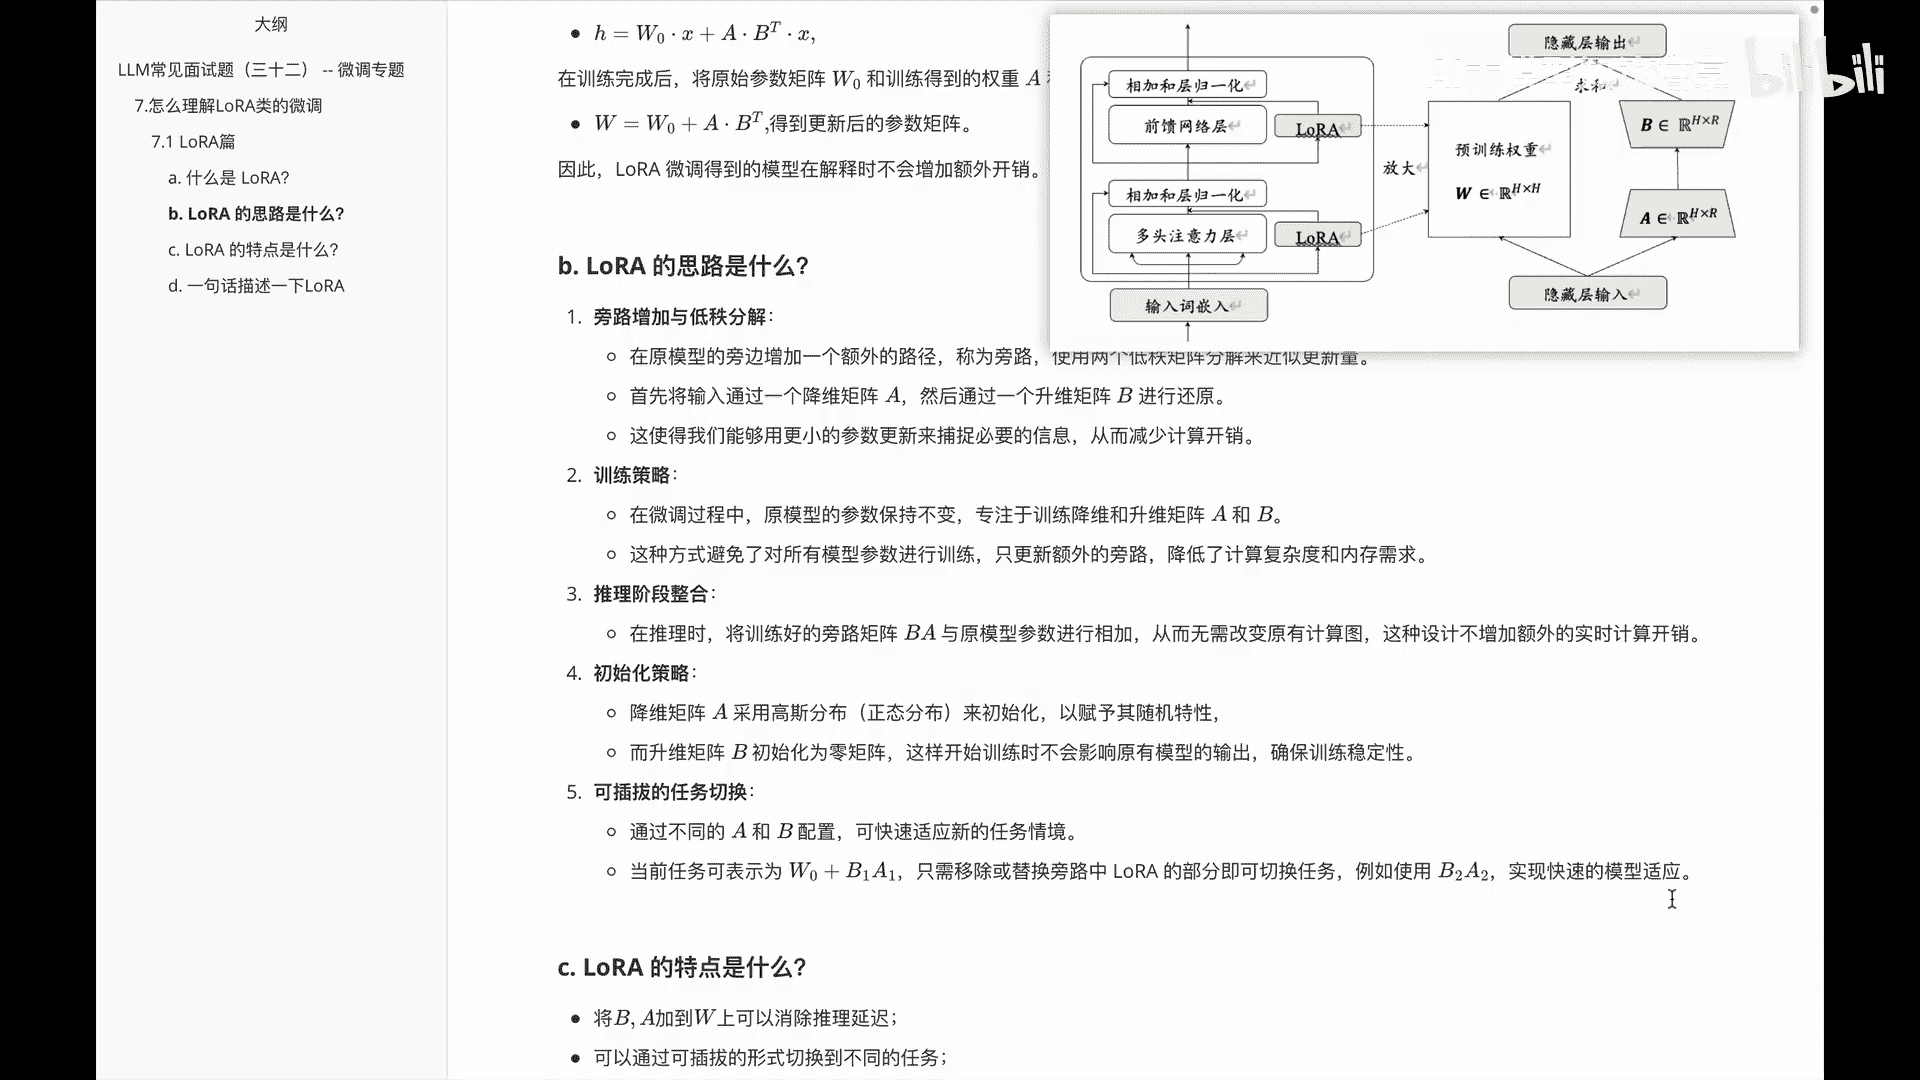 大纲
LLM常见面试题（三十二） -- 微调专题
7.怎么理解LoRA类的微调
7.1 LoRA篇
a. 什么是 LoRA？
b. LoRA 的思路是什么？
c. LoRA 的特点是什么？
d. 一句话描述一下LoRA
h = W₀ · x + A · Bᵀ · x,
在训练完成后，将原始参数矩阵 W₀ 和训练得到的权重 A
W = W₀ + A · Bᵀ,得到更新后的参数矩阵。
因此，LoRA 微调得到的模型在解释时不会增加额外开销。
b. LoRA 的思路是什么？
1. 旁路增加与低秩分解：
在原模型的旁边增加一个额外的路径，称为旁路，使用两个低秩矩阵分解来近似更新量。
首先将输入通过一个降维矩阵 A，然后通过一个升维矩阵 B 进行还原。
这使得我们能够用更小的参数更新来捕捉必要的信息，从而减少计算开销。
2. 训练策略：
在微调过程中，原模型的参数保持不变，专注于训练降维和升维矩阵 A 和 B。
这种方式避免了对所有模型参数进行训练，只更新额外的旁路，降低了计算复杂度和内存需求。
3. 推理阶段整合：
在推理时，将训练好的旁路矩阵 BA 与原模型参数进行相加，从而无需改变原有计算图，这种设计不增加额外的实时计算开销。
4. 初始化策略：
降维矩阵 A 采用高斯分布（正态分布）来初始化，以赋予其随机特性，
而升维矩阵 B 初始化为零矩阵，这样开始训练时不会影响原有模型的输出，确保训练稳定性。
5. 可插拔的任务切换：
通过不同的 A 和 B 配置，可快速适应新的任务情境。
当前任务可表示为 W₀ + B₁A₁，只需移除或替换旁路中 LoRA 的部分即可切换任务，例如使用 B₂A₂，实现快速的模型适应。
c. LoRA 的特点是什么？
将B, A加到W上可以消除推理延迟；
可以通过可插拔的形式切换到不同的任务；
相加和层归一化
前馈网络层
LoRA
相加和层归一化
多头注意力层
LoRA
输入词嵌入
放大
隐藏层输出
求和
预训练权重
W ∈ ℝᴴ×ᴴ
B ∈ ℝᴴ×ᴿ
A ∈ ℝᴴ×ᴿ
隐藏层输入
bilibili